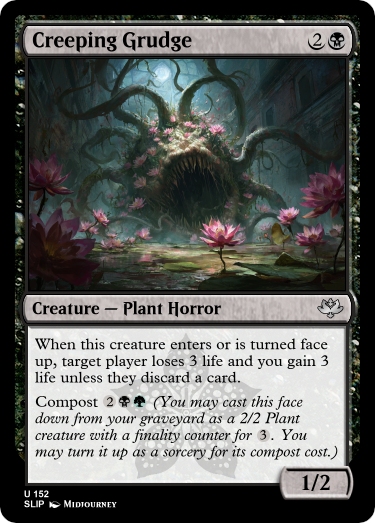 Creeping Grudge 2
Creature — Plant Horror
When this creature enters or is turned face
up, target player loses 3 life and you gain 3
life unless they discard a card.
Compost 2 (You may cast this face
down from your graveyard as a 2/2 Plant
creature with a finality counter for 3. You
may turn it up as a sorcery for its compost cost.)
1/2
U 152
SLIP Midjourney